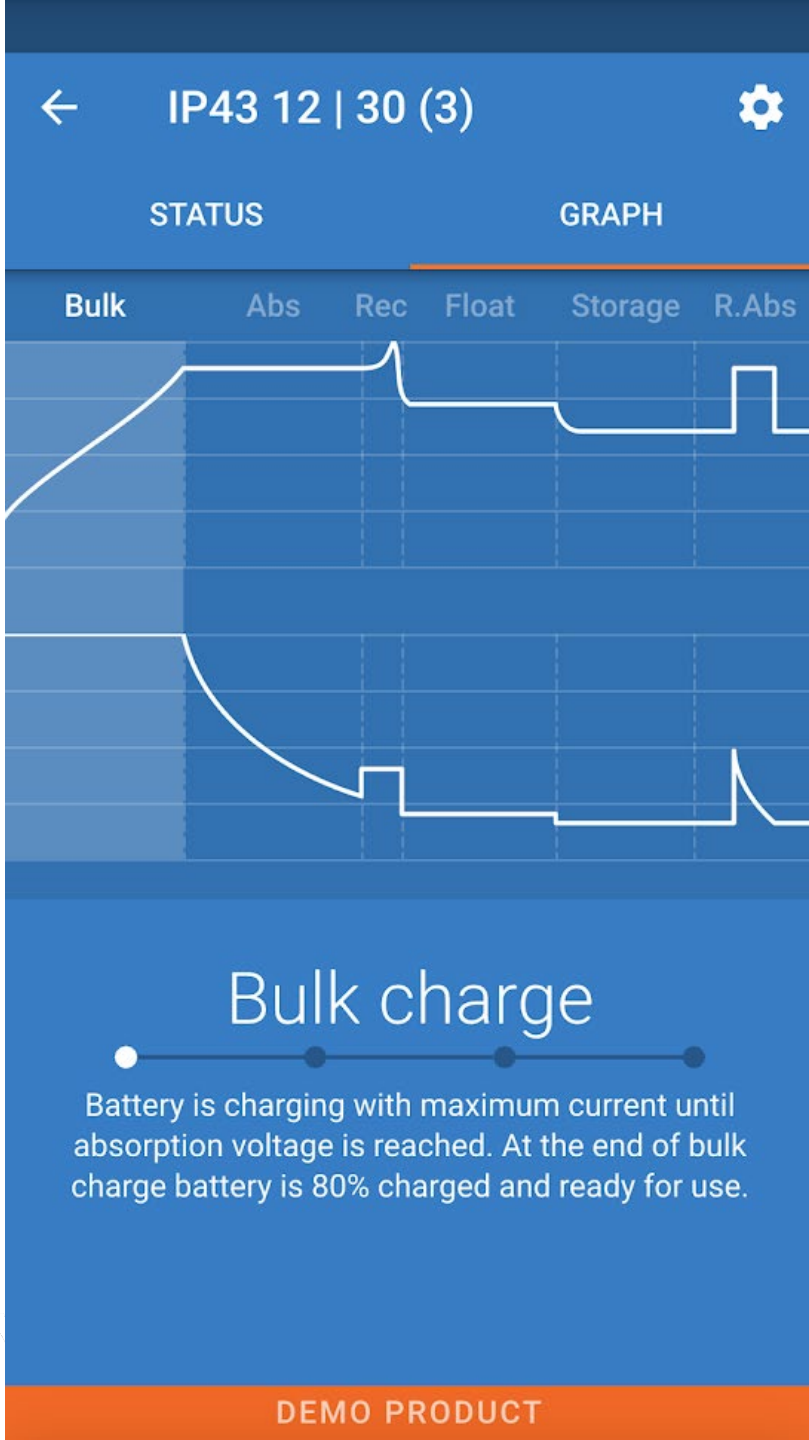 IP43 12 | 30 (3)
STATUS GRAPH
Bulk Abs Rec Float Storage R.Abs
Bulk charge
Battery is charging with maximum current until
absorption voltage is reached. At the end of bulk
charge battery is 80% charged and ready for use.
DEMO PRODUCT